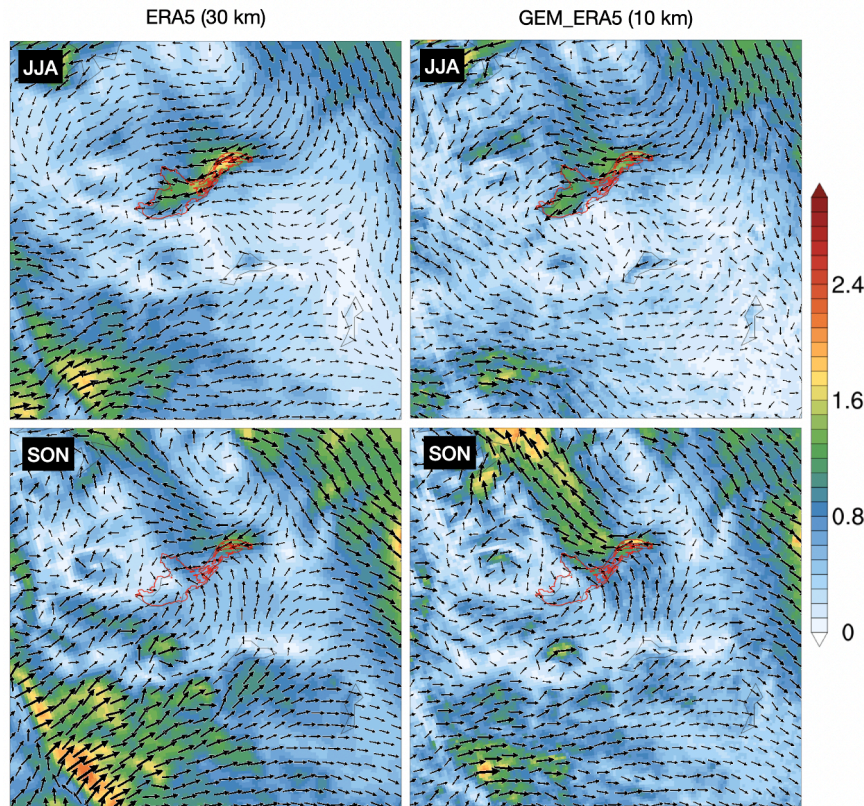 ERA5 (30 km) GEM_ERA5 (10 km)
JJA JJA
2.4
1.6
SON SON
0.8
0